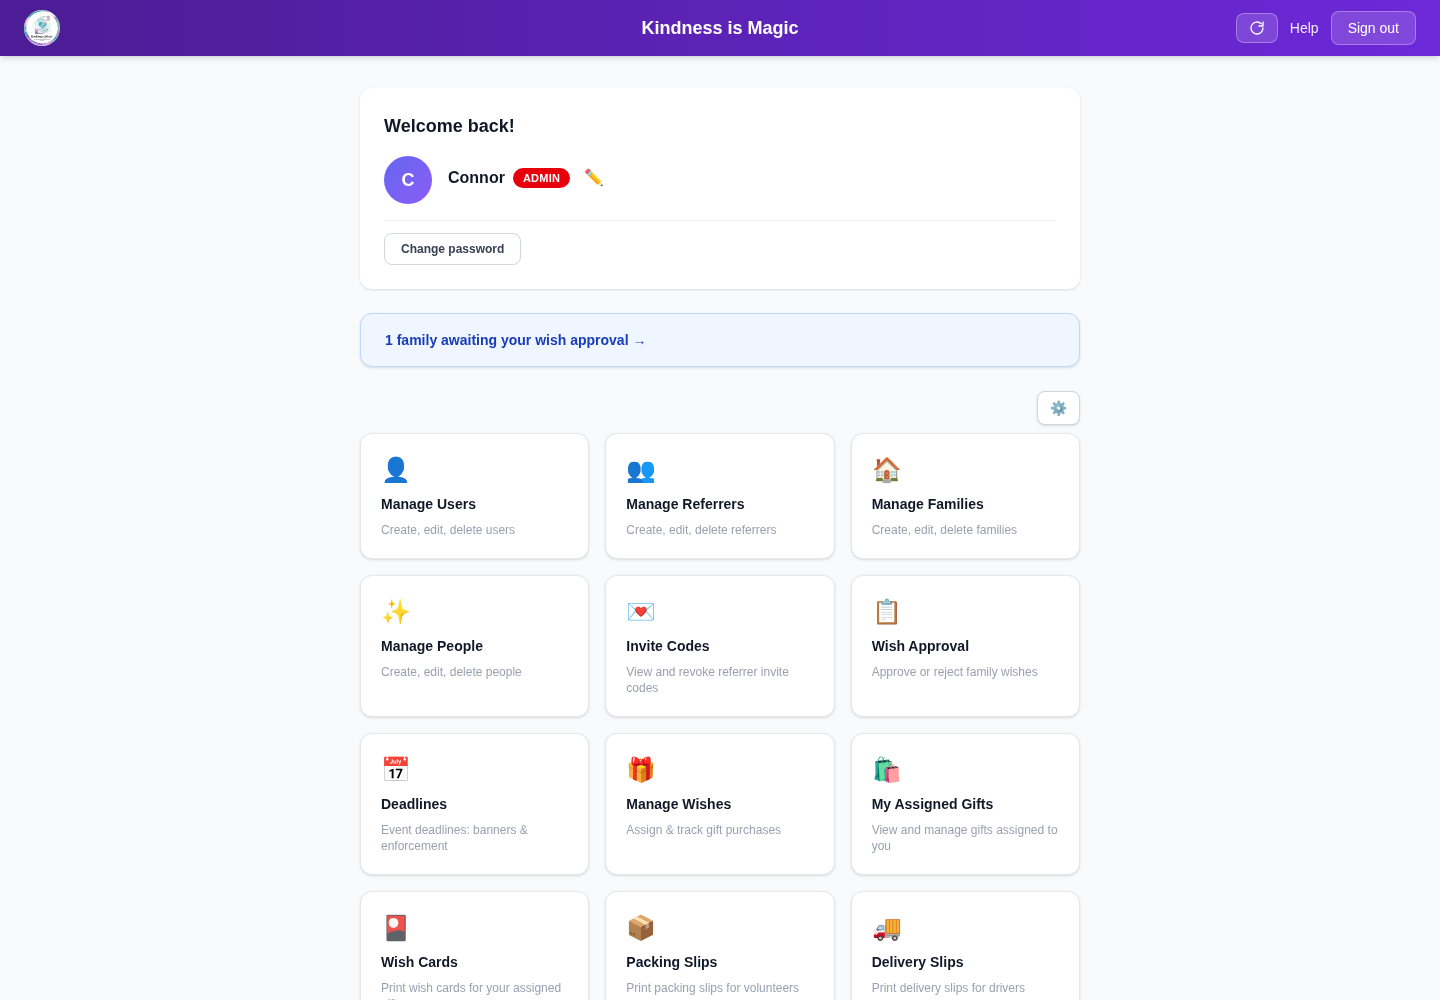 Kindness is Magic
Help
Sign out
Welcome back!
C
Connor
ADMIN
Change password
1 family awaiting your wish approval →
Manage Users
Create, edit, delete users
Manage Referrers
Create, edit, delete referrers
Manage Families
Create, edit, delete families
Manage People
Create, edit, delete people
Invite Codes
View and revoke referrer invite
codes
Wish Approval
Approve or reject family wishes
July
17
Deadlines
Event deadlines: banners &
enforcement
Manage Wishes
Assign & track gift purchases
My Assigned Gifts
View and manage gifts assigned to
you
Wish Cards
Print wish cards for your assigned
Packing Slips
Print packing slips for volunteers
Delivery Slips
Print delivery slips for drivers